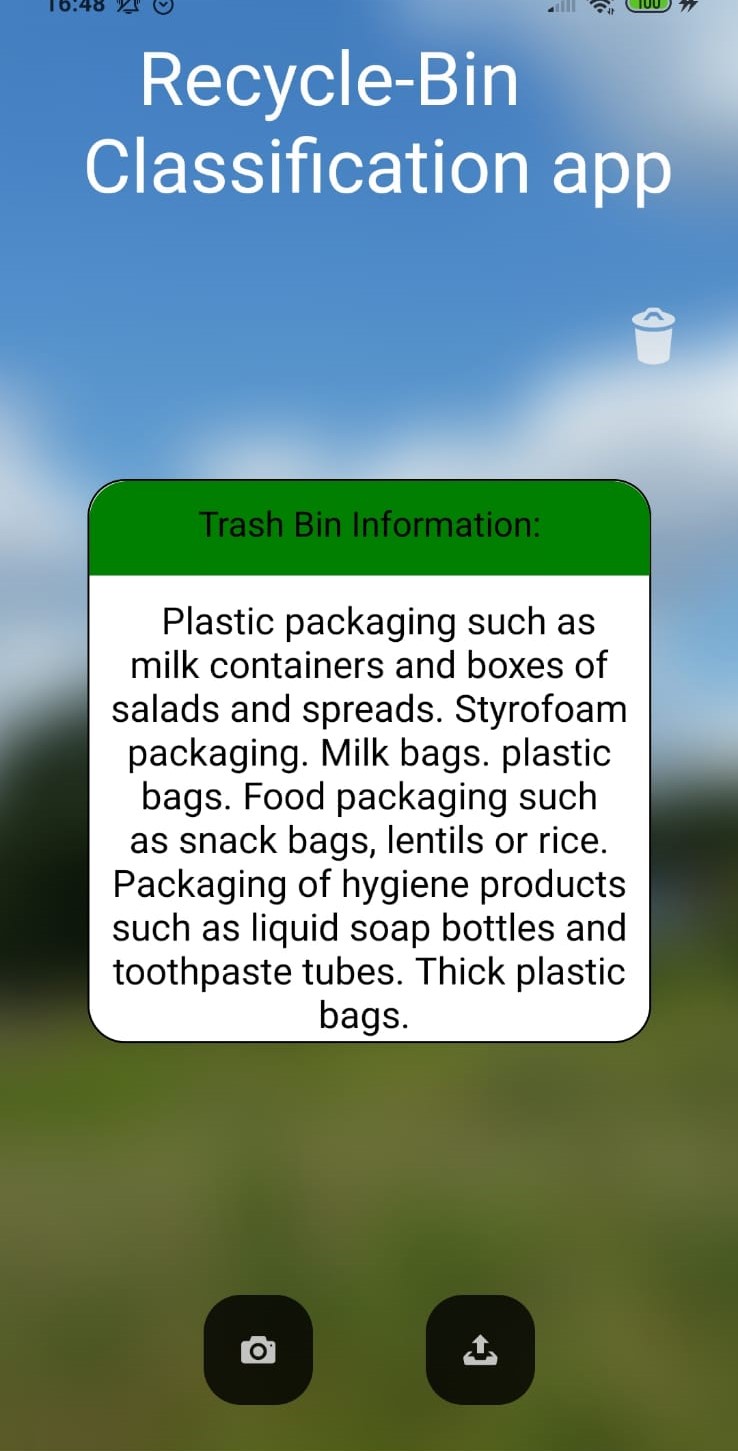 16:48
100
Recycle-Bin
Classification app
Trash Bin Information:
Plastic packaging such as
milk containers and boxes of
salads and spreads. Styrofoam
packaging. Milk bags. plastic
bags. Food packaging such
as snack bags, lentils or rice.
Packaging of hygiene products
such as liquid soap bottles and
toothpaste tubes. Thick plastic
bags.